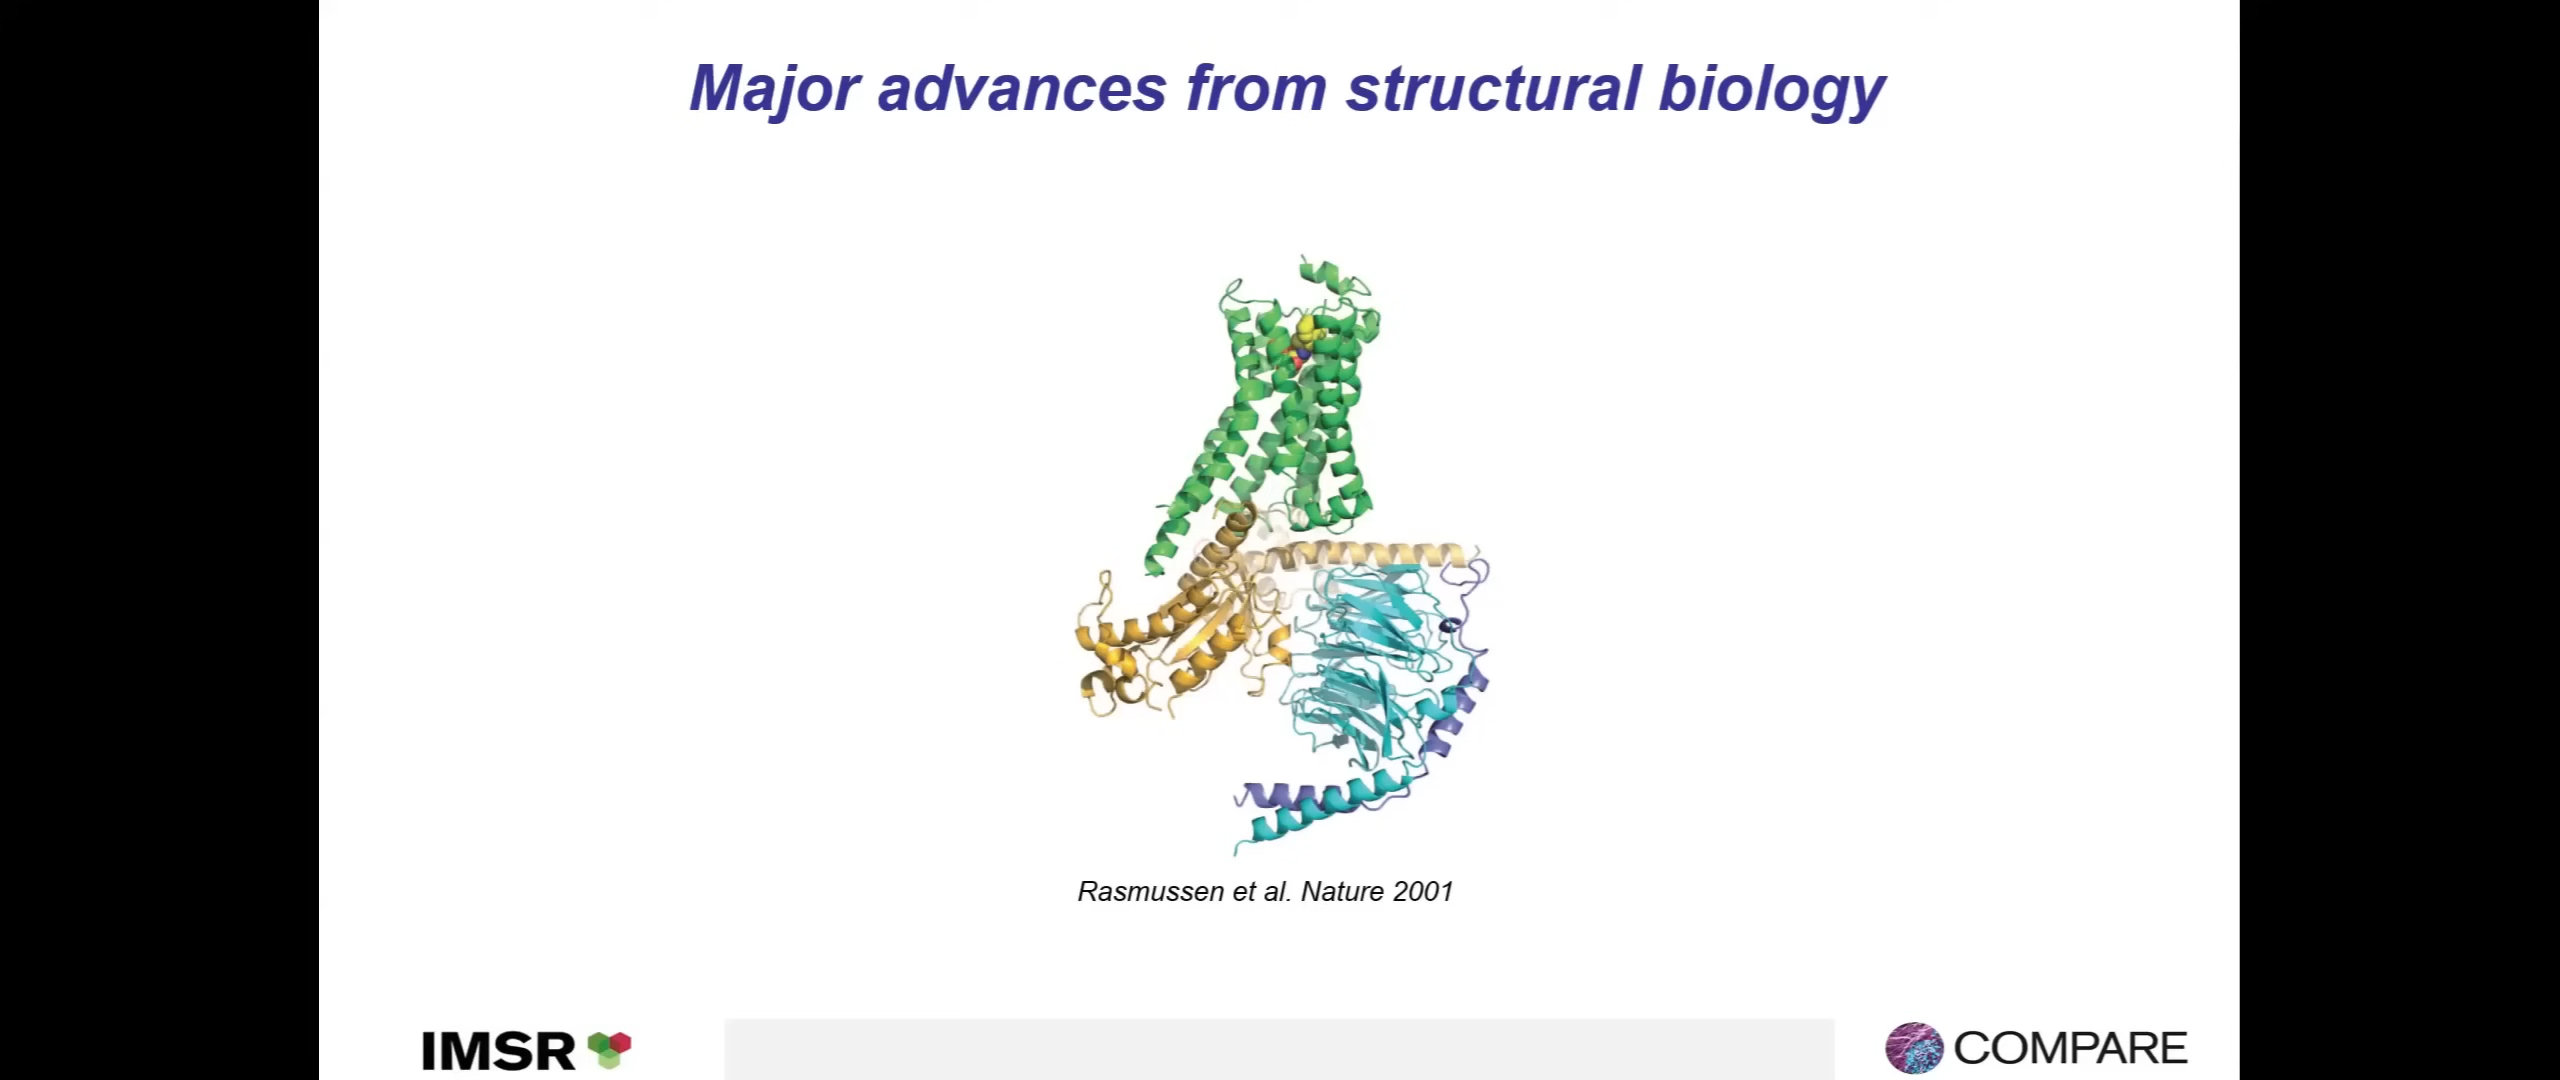 Major advances from structural biology
Rasmussen et al. Nature 2001
IMSR
COMPARE